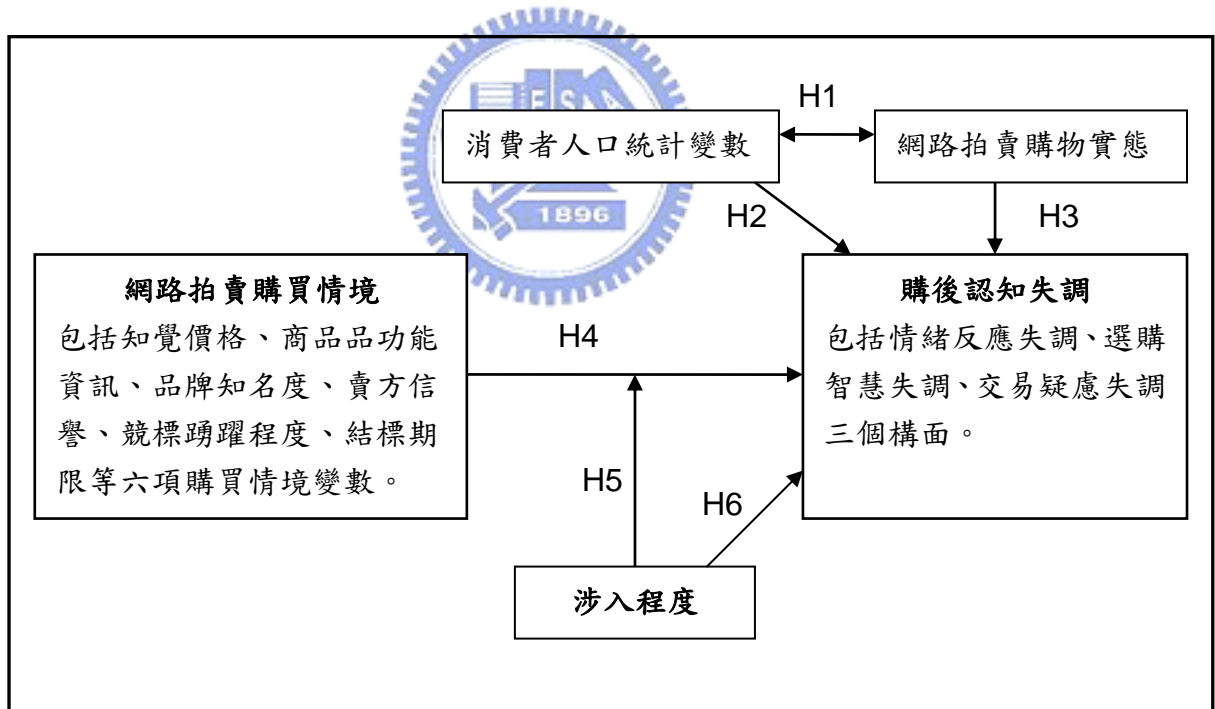 E S A
1896
H1
消費者人口統計變數
網路拍賣購物實態
H2
H3
網路拍賣購買情境
包括知覺價格、商品品功能
資訊、品牌知名度、賣方信
譽、競標踴躍程度、結標期
限等六項購買情境變數。
H4
購後認知失調
包括情緒反應失調、選購
智慧失調、交易疑慮失調
三個構面。
H5
H6
涉入程度